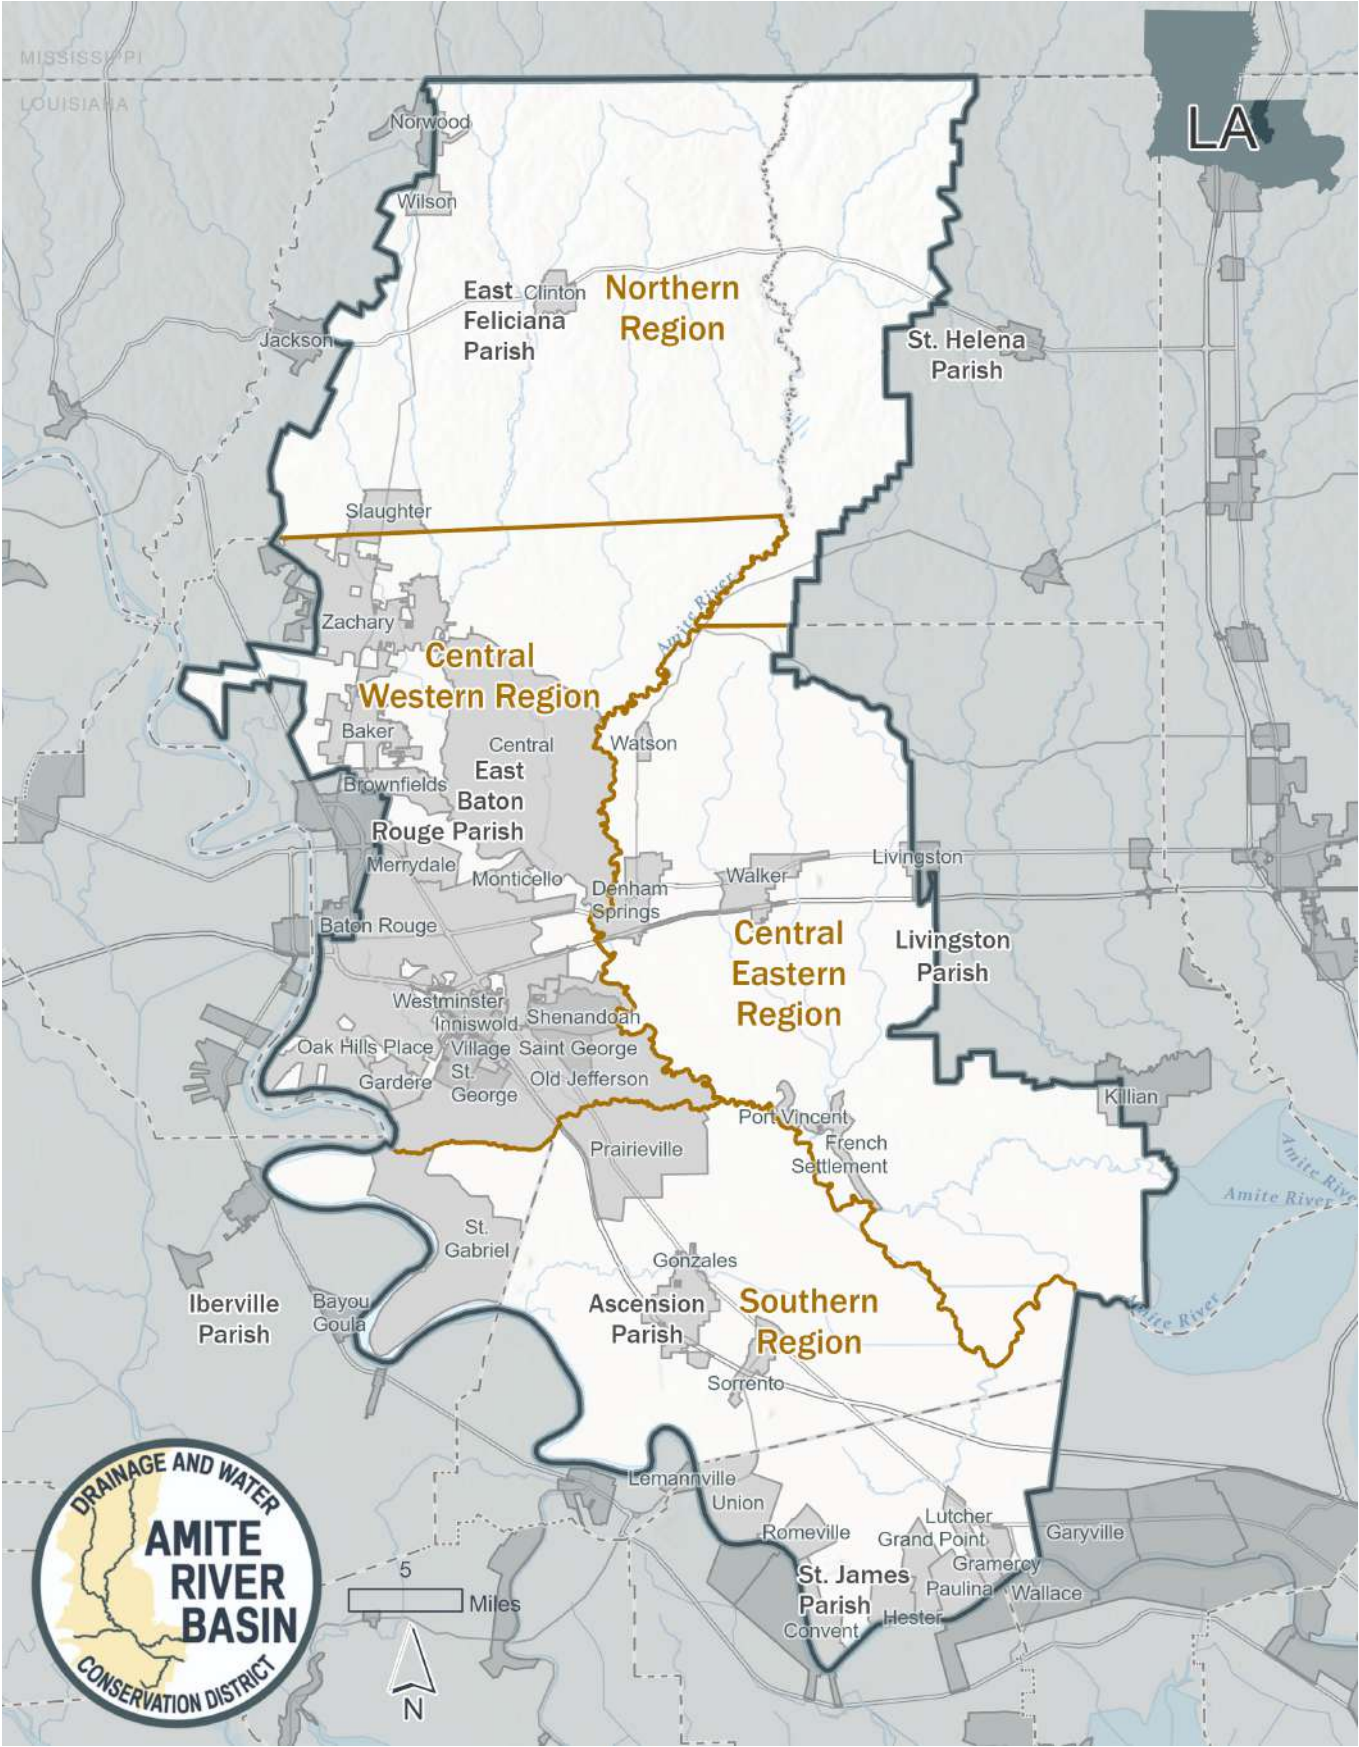 MISSISSIPPI
LOUISIANA
LA
Norwood
Wilson
East
Feliciana
Parish
Clinton
Northern
Region
Jackson
St. Helena
Parish
Slaughter
Amite River
Zachary
Central
Western Region
Baker
Central
Watson
East
Baton
Rouge Parish
Brownfields
Merrydale
Monticello
Denham
Springs
Walker
Livingston
Baton Rouge
Central
Eastern
Region
Livingston
Parish
Westminster
Inniswold
Shenandoah
Oak Hills Place
Village
St.
George
Saint George
Gardere
Old Jefferson
Port Vincent
French
Settlement
Killian
Prairieville
Amite River
Amite River
Amite River
St.
Gabriel
Gonzales
Iberville
Parish
Bayou
Goula
Ascension
Parish
Southern
Region
Sorrento
Lemannville
Union
Romeville
Lutcher
Grand Point
Gramercy
Garyville
St. James
Parish
Paulina
Wallace
Hester
Convent
DRAINAGE AND WATER
AMITE
RIVER
BASIN
CONSERVATION DISTRICT
5
Miles
N